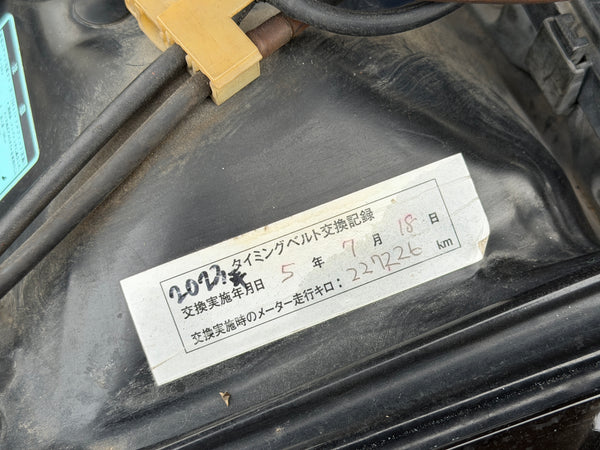 タイミングベルト交換記録
2023年
交換実施年月日 5 年 7 月 18 日
交換実施時のメーター走行キロ： 227226 km